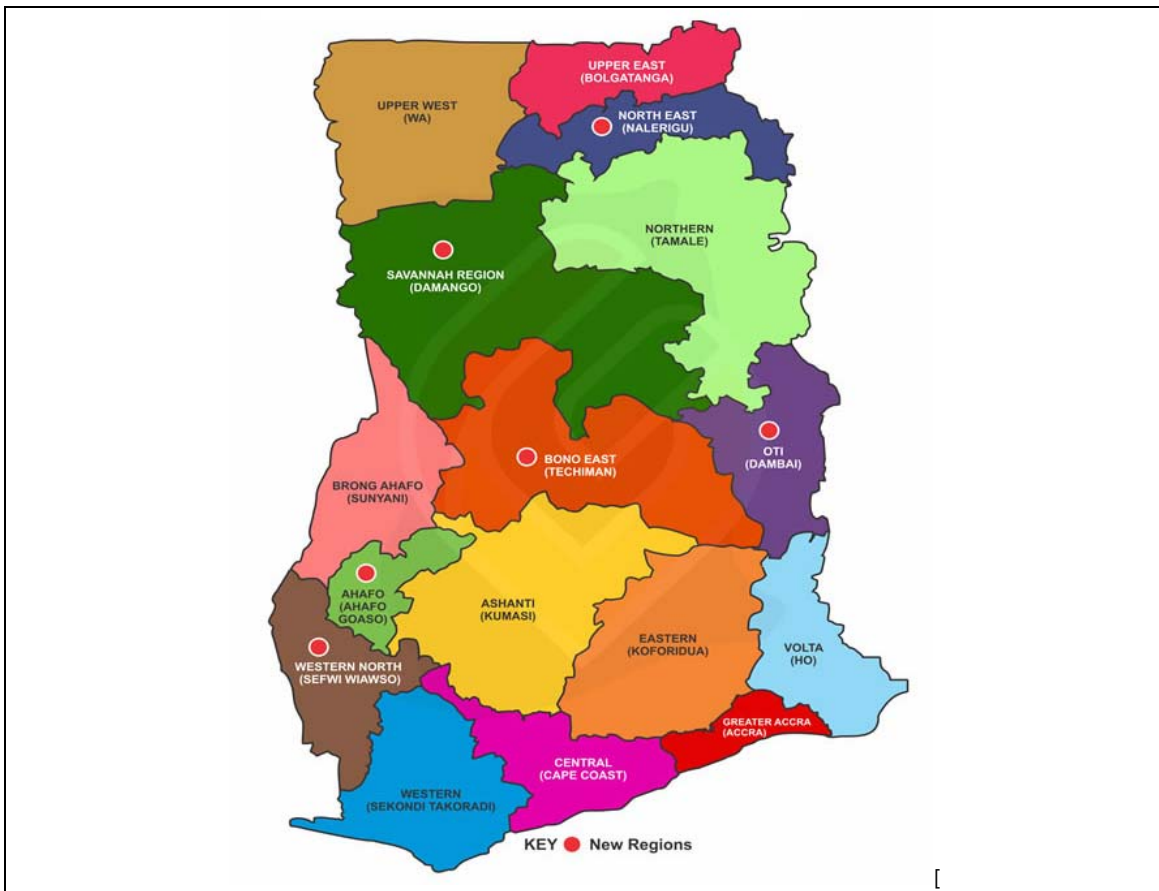 UPPER EAST
(BOLGATANGA)
UPPER WEST
(WA)
NORTH EAST
(NALERIGU)
NORTHERN
(TAMALE)
SAVANNAH REGION
(DAMANGO)
OTI
(DAMBAI)
BONO EAST
(TECHIMAN)
BRONG AHAFO
(SUNYANI)
AHAFO
(AHAFO
GOASO)
ASHANTI
(KUMASI)
EASTERN
(KOFORIDUA)
VOLTA
(HO)
WESTERN NORTH
(SEFWI WIAWSO)
GREATER ACCRA
(ACCRA)
CENTRAL
(CAPE COAST)
WESTERN
(SEKONDI TAKORADI)
KEY New Regions
[